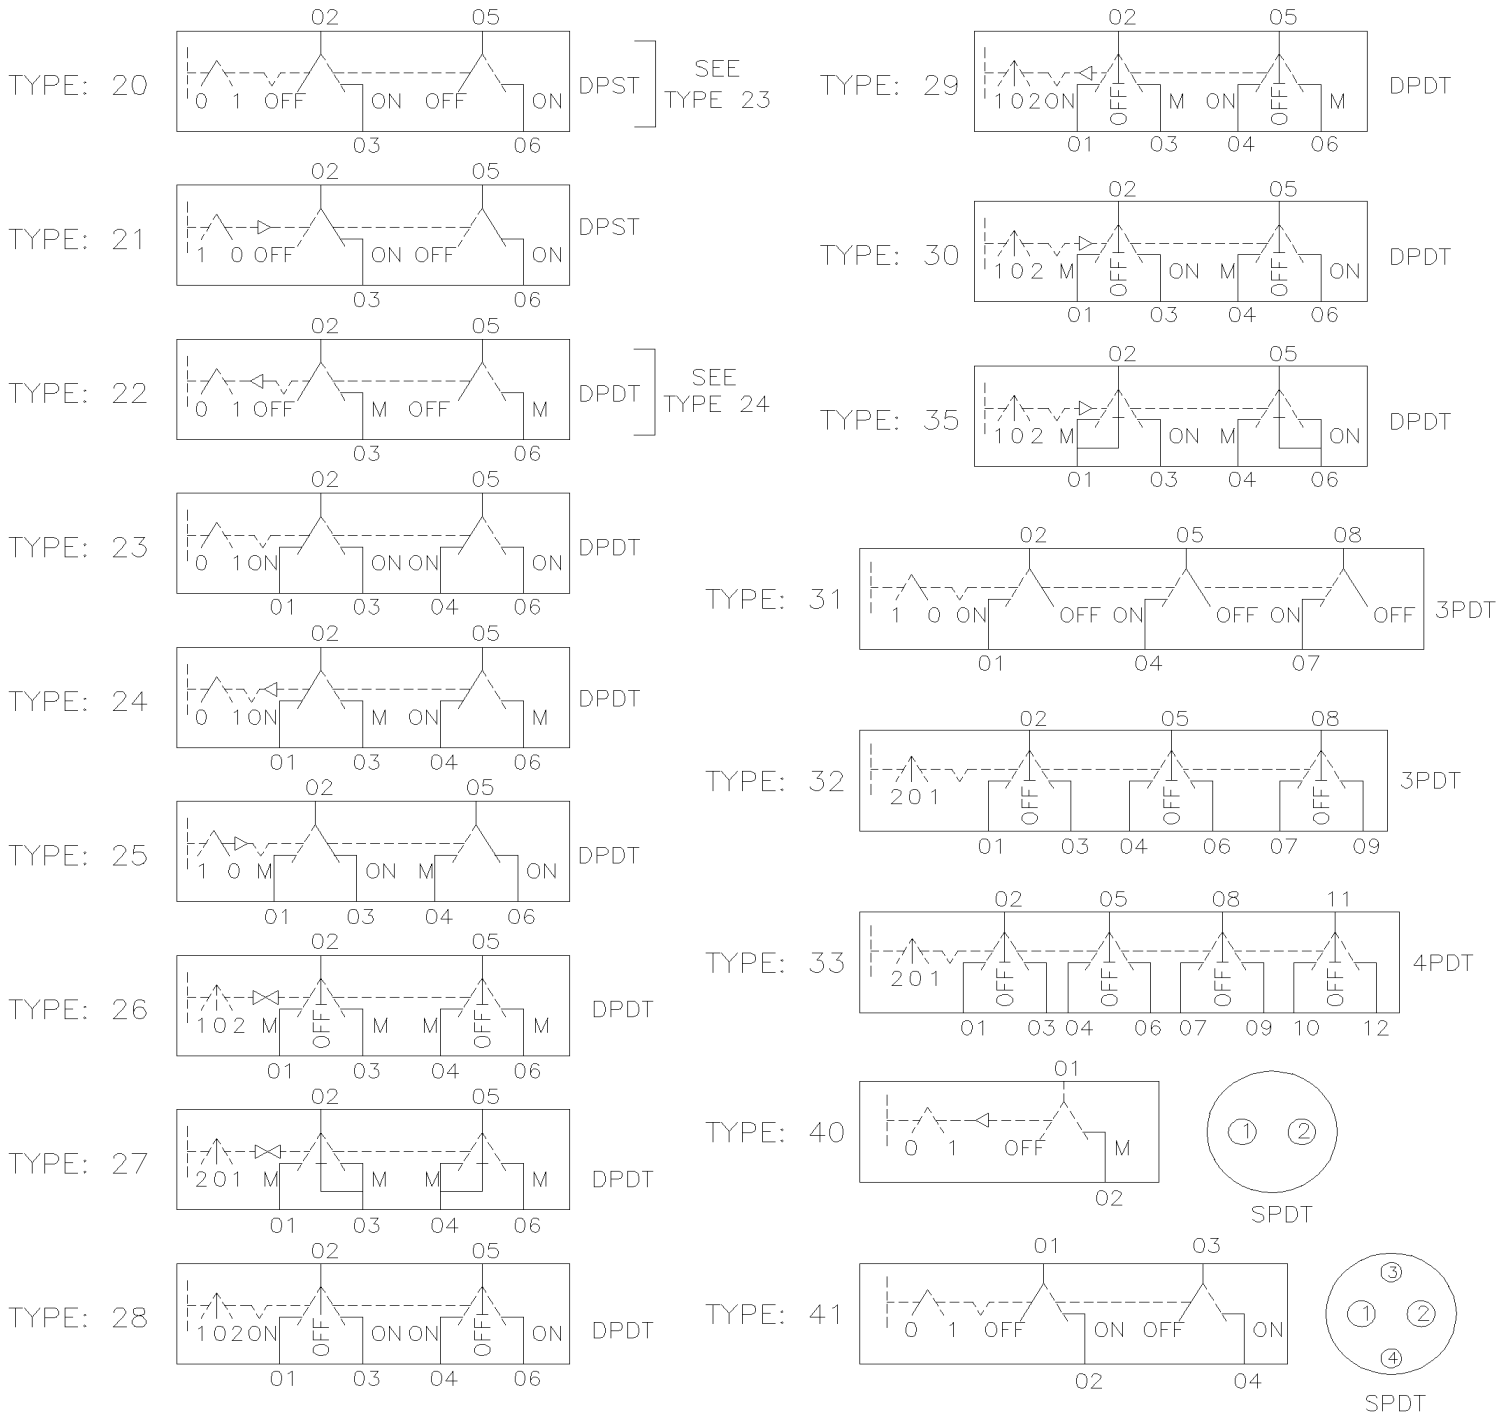 02 05
TYPE: 20 0 1 OFF ON OFF ON DPST SEE TYPE 23
03 06
02 05
TYPE: 21 1 0 OFF ON OFF ON DPST
03 06
02 05
TYPE: 22 0 1 OFF M OFF M DPDT SEE TYPE 24
03 06
02 05
TYPE: 23 0 1 ON ON ON ON DPDT
01 03 04 06
02 05
TYPE: 24 0 1 ON M ON M DPDT
01 03 04 06
02 05
TYPE: 25 1 0 M ON M ON DPDT
01 03 04 06
02 05
TYPE: 26 1 0 2 M OFF M M OFF M DPDT
01 03 04 06
02 05
TYPE: 27 2 0 1 M M M M DPDT
01 03 04 06
02 05
TYPE: 28 1 0 2 ON OFF ON ON OFF ON DPDT
01 03 04 06
02 05
TYPE: 29 1 0 2 ON OFF M ON OFF M DPDT
01 03 04 06
02 05
TYPE: 30 1 0 2 M OFF ON M OFF ON DPDT
01 03 04 06
02 05
TYPE: 35 1 0 2 M ON M ON DPDT
01 03 04 06
02 05 08
TYPE: 31 1 0 ON OFF ON OFF OFF 3PDT
01 04 07
02 05 08
TYPE: 32 2 0 1 OFF OFF OFF 3PDT
01 03 04 06 07 09
02 05 08 11
TYPE: 33 2 0 1 OFF OFF OFF OFF 4PDT
01 03 04 06 07 09 10 12
01
TYPE: 40 0 1 OFF M 1 2
02
SPDT
01 03
TYPE: 41 0 1 OFF ON OFF ON 3 1 2 4
02 04
SPDT